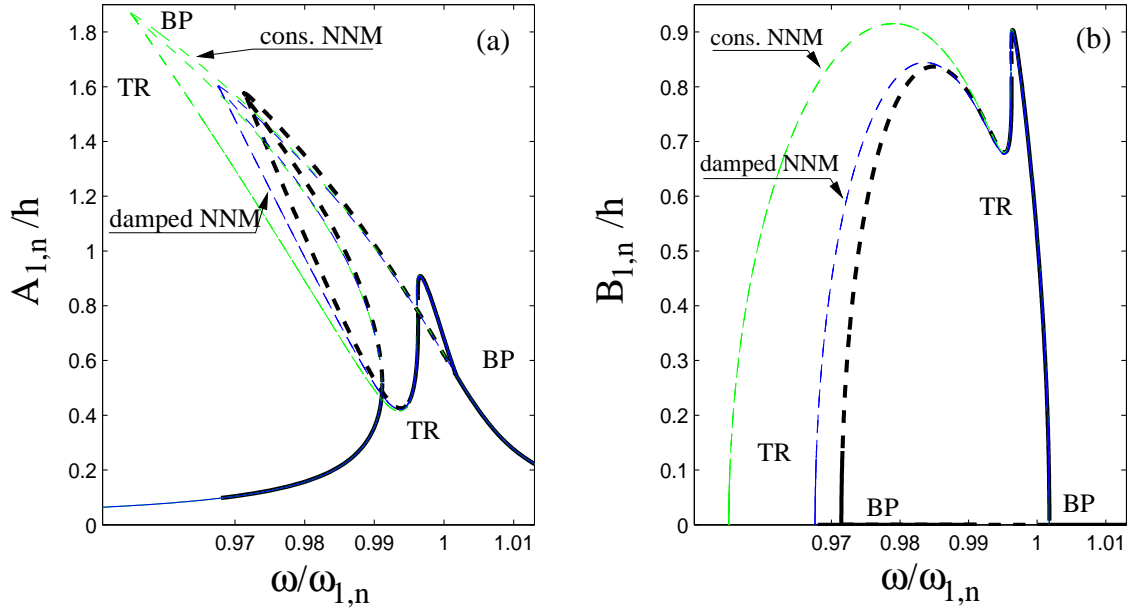 (a)
BP
cons. NNM
TR
damped NNM
BP
TR
A1,n/h
1.8
1.6
1.4
1.2
1
0.8
0.6
0.4
0.2
0
0.97
0.98
0.99
1
1.01
ω/ω1,n
(b)
cons. NNM
damped NNM
TR
TR
BP
BP
B1,n/h
0.9
0.8
0.7
0.6
0.5
0.4
0.3
0.2
0.1
0
0.97
0.98
0.99
1
1.01
ω/ω1,n